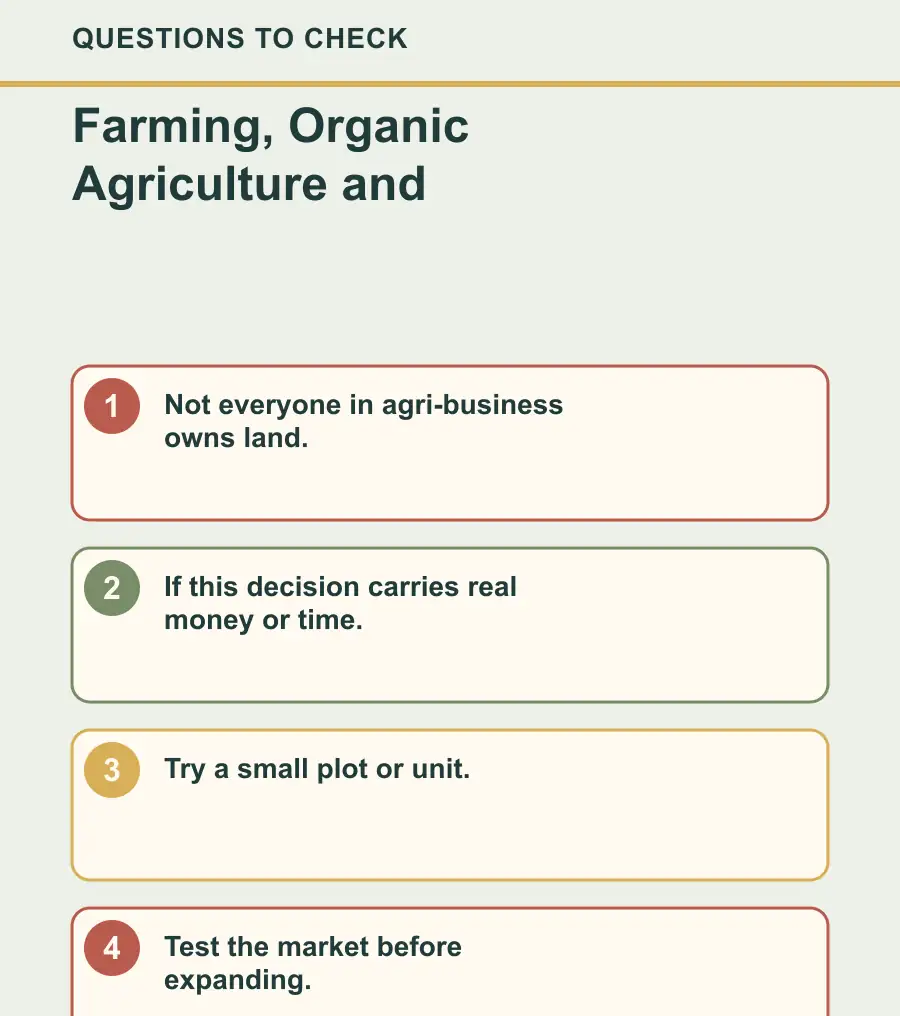 QUESTIONS TO CHECK
Farming, Organic
Agriculture and
1
Not everyone in agri-business
owns land.
2
If this decision carries real
money or time.
3
Try a small plot or unit.
4
Test the market before
expanding.